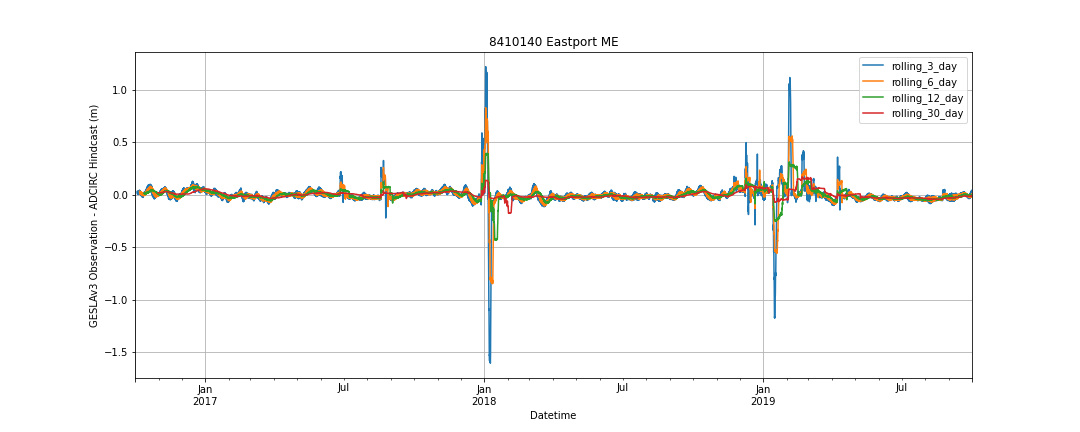 8410140 Eastport ME
rolling_3_day
rolling_6_day
rolling_12_day
rolling_30_day
GESLAv3 Observation - ADCIRC Hindcast (m)
1.0
0.5
0.0
−0.5
−1.0
−1.5
Jan
2017
Jul
Jan
2018
Jul
Jan
2019
Jul
Datetime